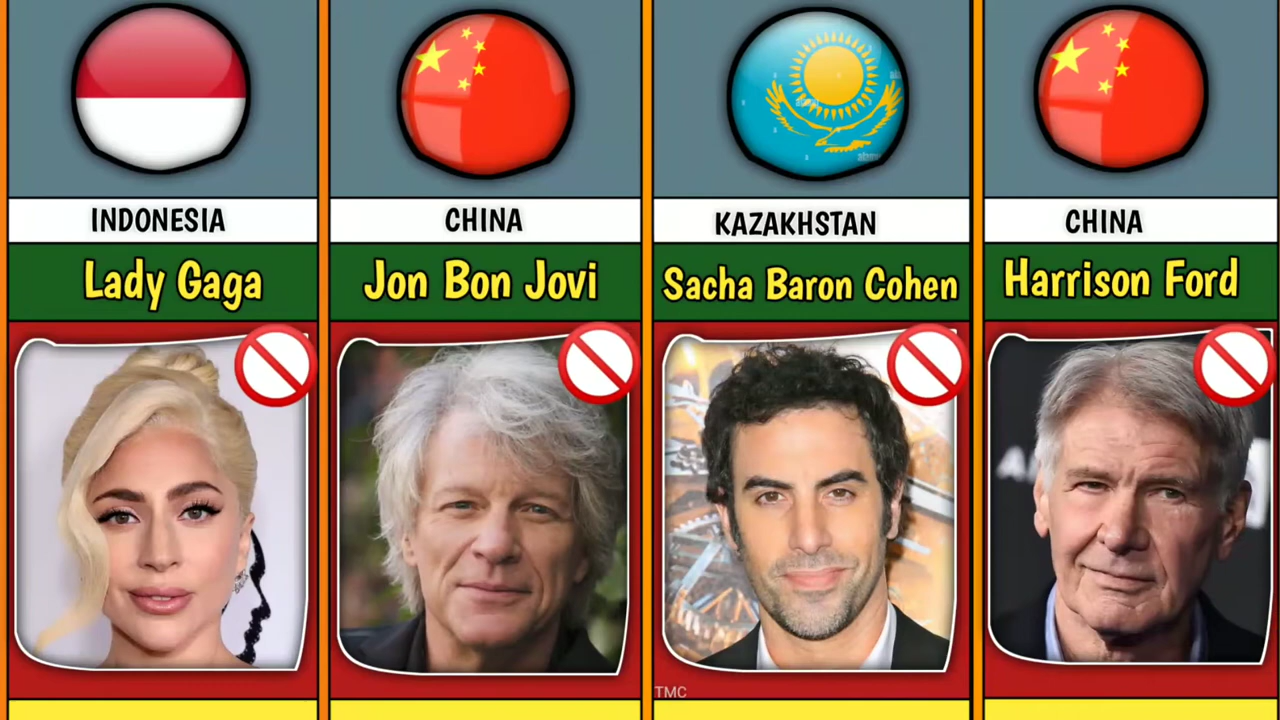 INDONESIA
Lady Gaga
CHINA
Jon Bon Jovi
KAZAKHSTAN
Sacha Baron Cohen
CHINA
Harrison Ford
TMC